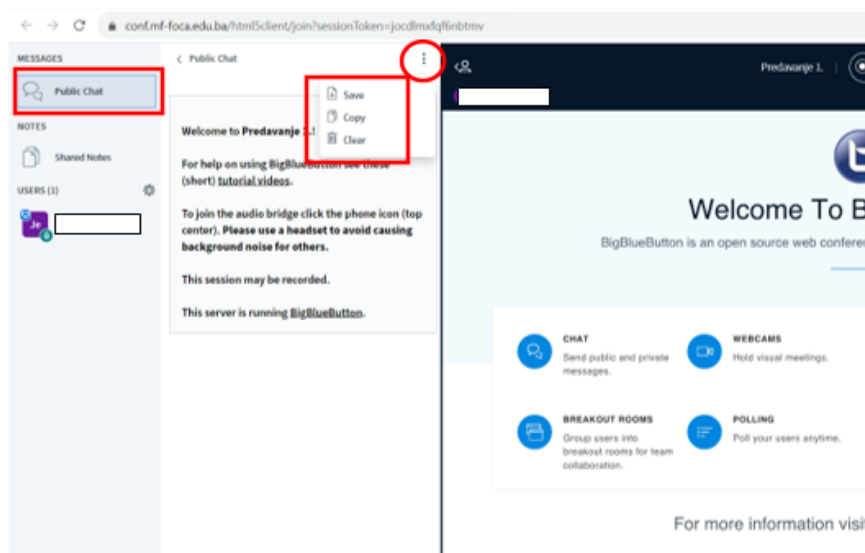 conf.mf-foca.edu.ba/html5client/join?sessionToken=
MESSAGES
Public Chat
NOTES
Shared Notes
USERS (1)
Je
Public Chat
Save
Copy
Clear
Welcome to Predavanje
For help on using BigBlueButton see these
(short) tutorial videos.
To join the audio bridge click the phone icon (top
center). Please use a headset to avoid causing
background noise for others.
This session may be recorded.
This server is running BigBlueButton.
Predavanje 1.
Welcome To B
BigBlueButton is an open source web confere
CHAT
Send public and private
messages.
WEBCAMS
Hold visual meetings.
BREAKOUT ROOMS
Group users into
breakout rooms for team
collaboration.
POLLING
Poll your users anytime.
For more information visi